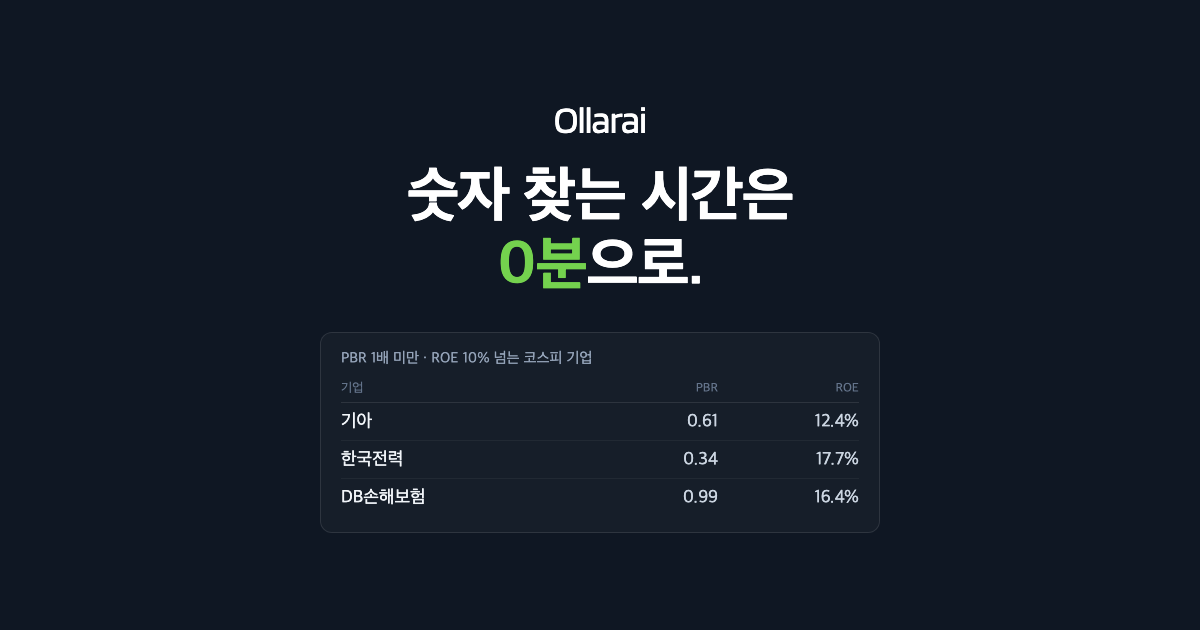 Ollarai
숫자 찾는 시간은
0분으로.
PBR 1배 미만 · ROE 10% 넘는 코스피 기업
기업 PBR ROE
기아 0.61 12.4%
한국전력 0.34 17.7%
DB손해보험 0.99 16.4%